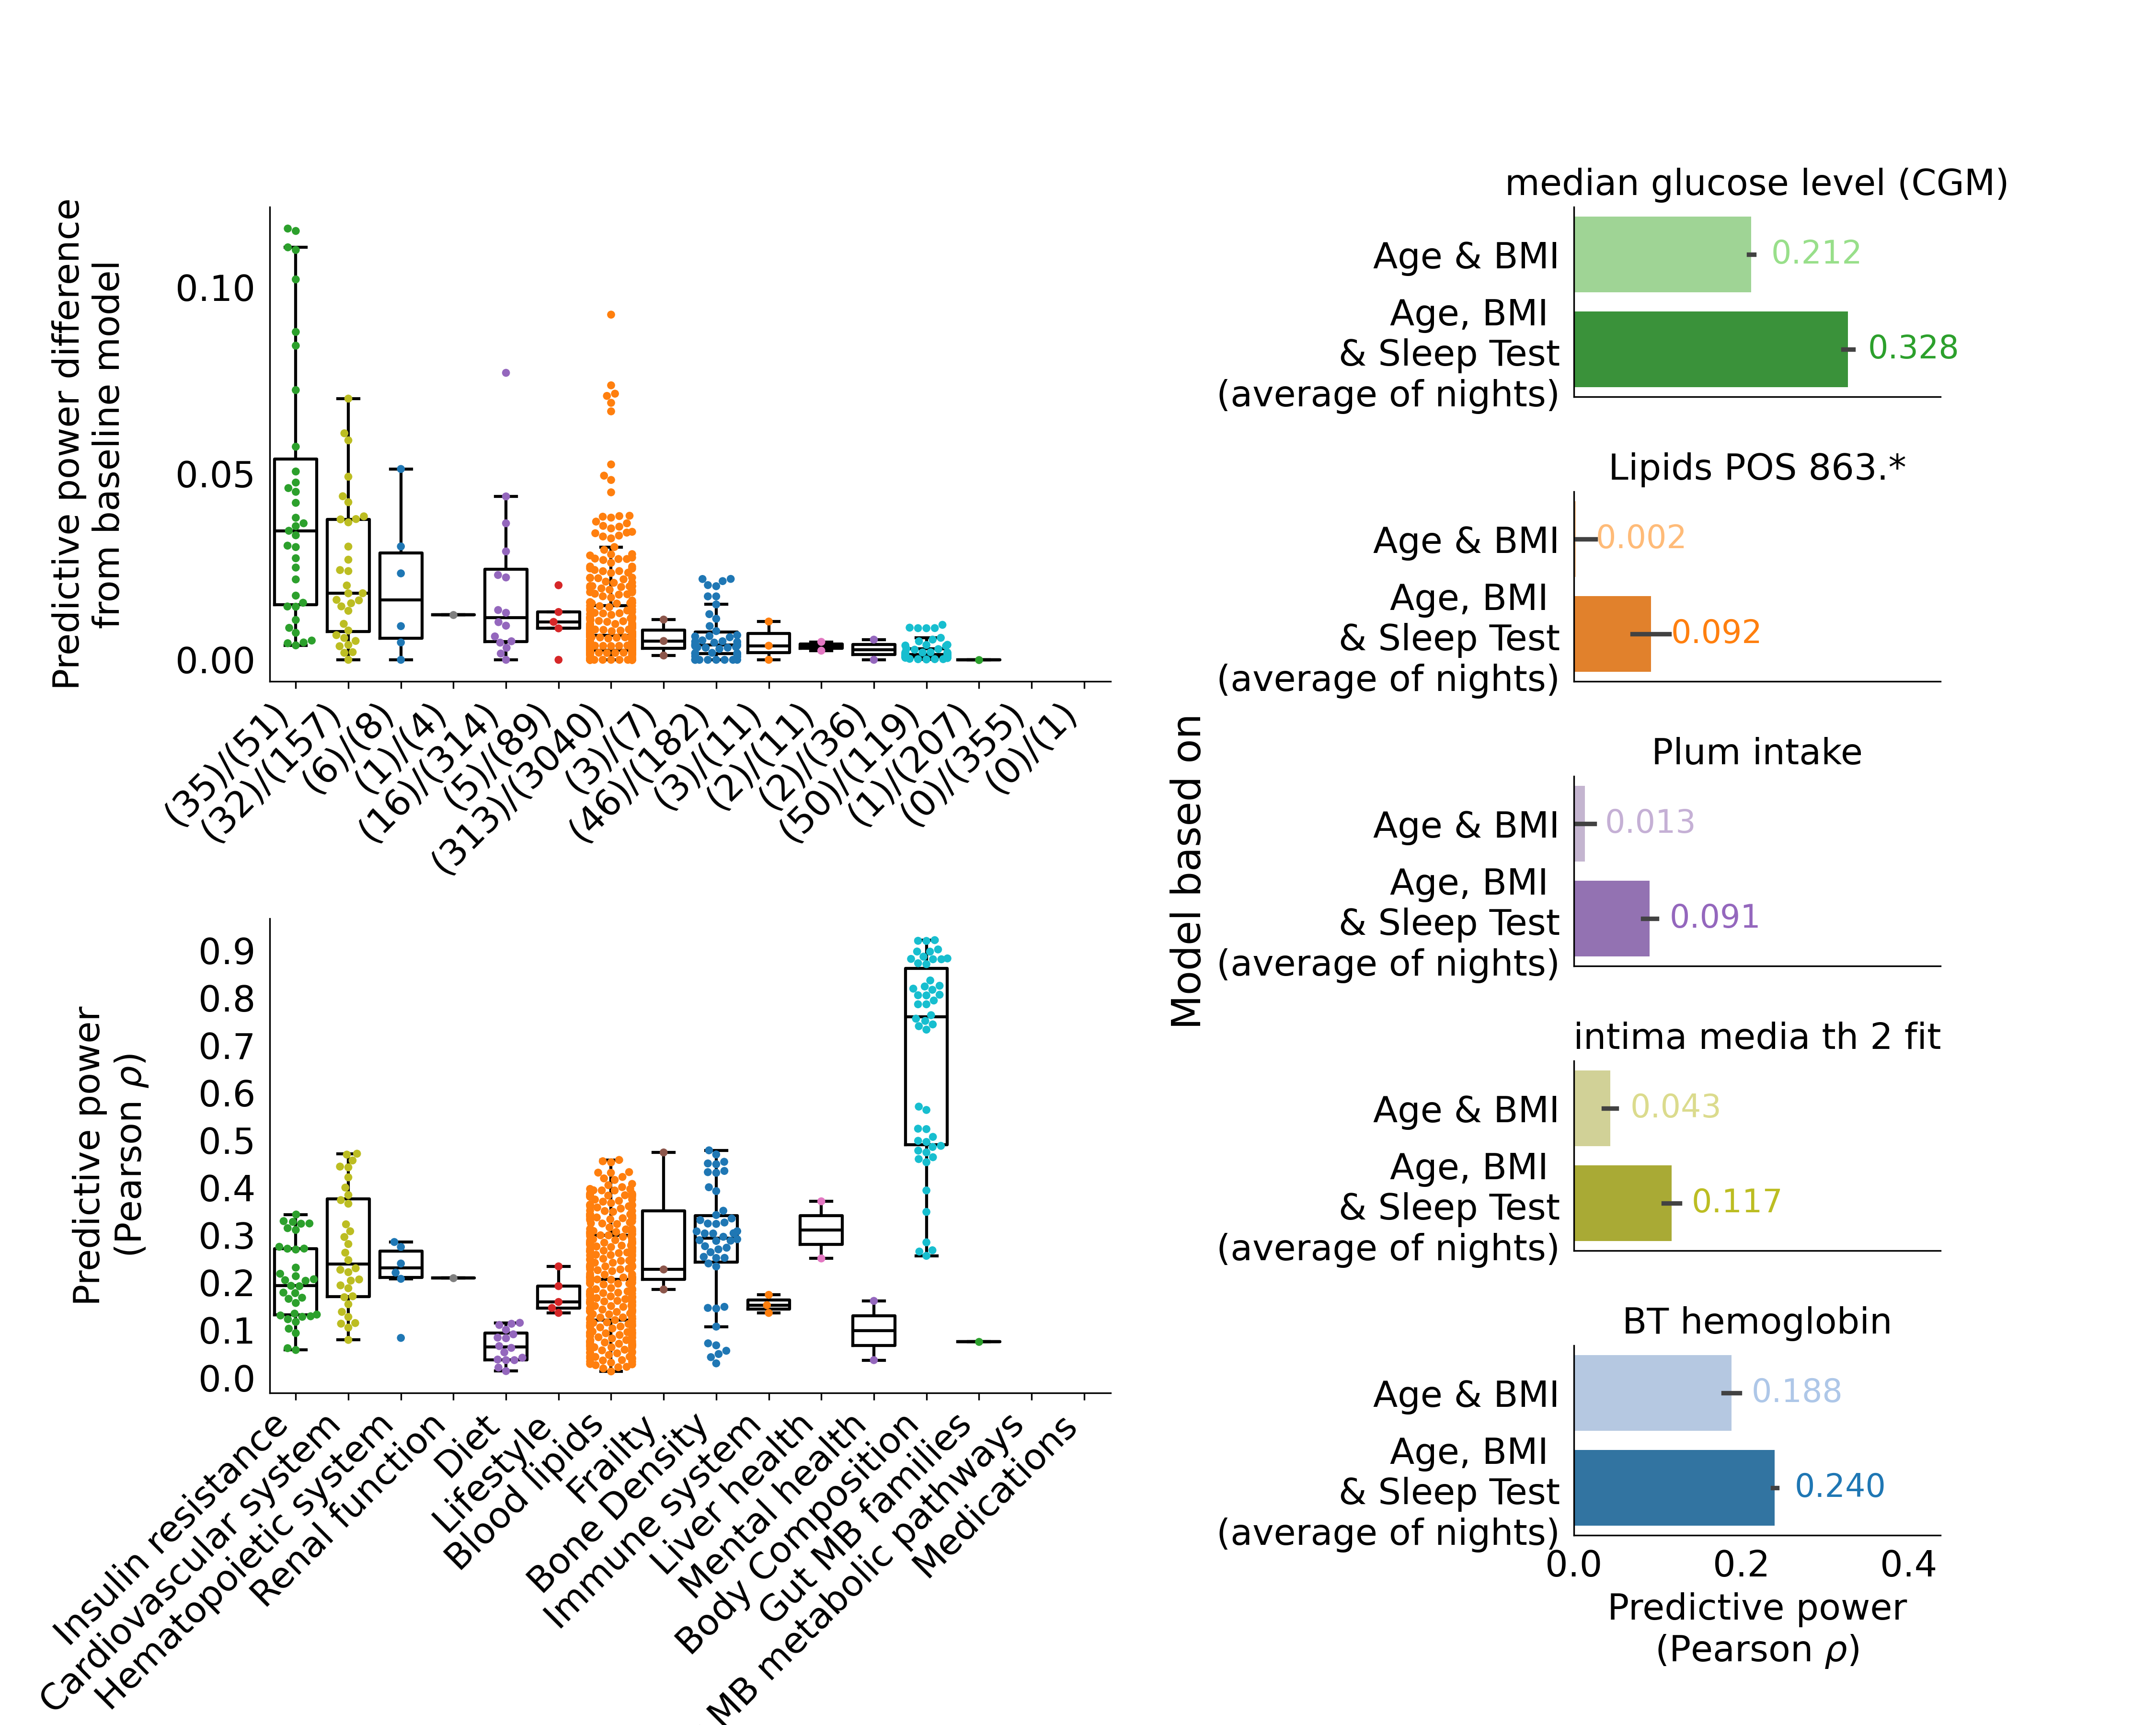 Predictive power difference
from baseline model
0.10
0.05
0.00
(35)/(51)
(32)/(157)
(6)/(8)
(1)/(4)
(16)/(314)
(5)/(89)
(313)/(3040)
(3)/(7)
(46)/(182)
(3)/(11)
(2)/(11)
(2)/(36)
(50)/(119)
(1)/(207)
(0)/(355)
(0)/(1)
Predictive power
(Pearson ρ)
0.9
0.8
0.7
0.6
0.5
0.4
0.3
0.2
0.1
0.0
Insulin resistance
Cardiovascular system
Hematopoietic system
Renal function
Diet
Lifestyle
Blood lipids
Frailty
Bone Density
Immune system
Liver health
Mental health
Body Composition
Gut MB families
MB metabolic pathways
Medications
Model based on
median glucose level (CGM)
Age & BMI
0.212
Age, BMI
& Sleep Test
(average of nights)
0.328
Lipids POS 863.*
Age & BMI
0.002
Age, BMI
& Sleep Test
(average of nights)
0.092
Plum intake
Age & BMI
0.013
Age, BMI
& Sleep Test
(average of nights)
0.091
intima media th 2 fit
Age & BMI
0.043
Age, BMI
& Sleep Test
(average of nights)
0.117
BT hemoglobin
Age & BMI
0.188
Age, BMI
& Sleep Test
(average of nights)
0.240
0.0 0.2 0.4
Predictive power
(Pearson ρ)